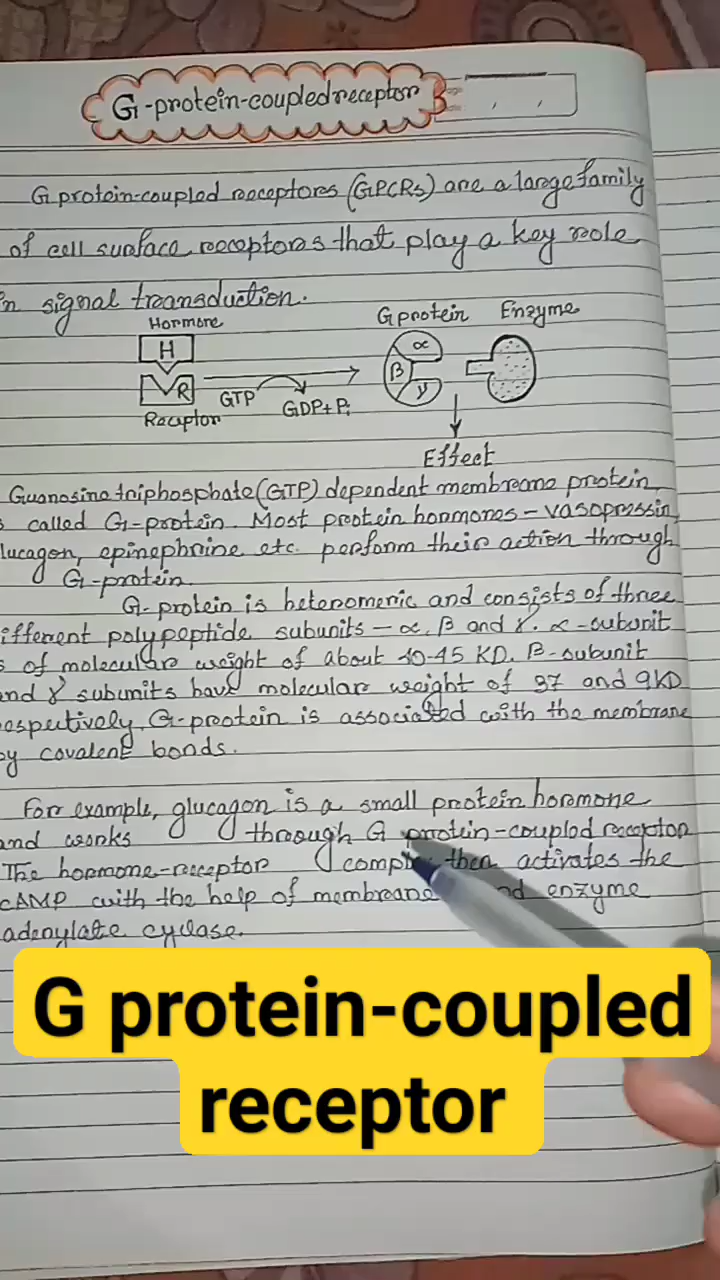 G-protein-coupled receptor
G protein-coupled receptors (GPCRs) are a large family
of cell surface receptors that play a key role
in signal transduction.
Hormone
G protein Enzyme
H
α
β
γ
R
GTP
GDP+Pi
Receptor
Effect
Guanosine triphosphate (GTP) dependent membrane protein
s called G-protein. Most protein hormones - vasopressin,
lucagon, epinephrine etc. perform their action through
G-protein.
G-protein is heteromeric and consists of three
ifferent polypeptide subunits - α, β and γ. α-subunit
s of molecular weight of about 40-45 KD. β-subunit
nd γ subunits have molecular weight of 37 and 9KD
espectively. G-protein is associated with the membrane
by covalent bonds.
For example, glucagon is a small protein hormone
and works through G protein-coupled receptor
The hormone-receptor then activates the
cAMP with the help of membrane enzyme
adenylate cyclase.
G protein-coupled
receptor